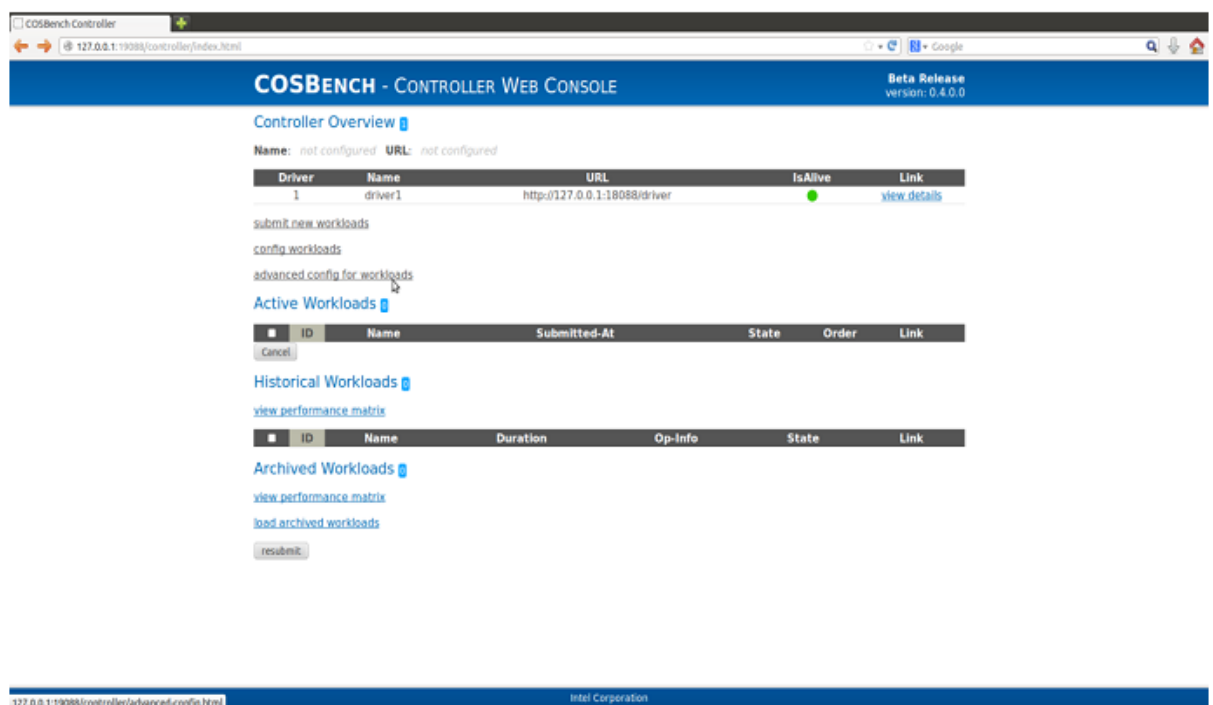 COSBench Controller
127.0.0.1:19088/controller/index.html
Google
COSBENCH - CONTROLLER WEB CONSOLE
Beta Release
version: 0.4.0.0
Controller Overview 1
Name: not configured URL: not configured
Driver Name URL IsAlive Link
1 driver1 http://127.0.0.1:18088/driver view details
submit new workloads
config workloads
advanced config for workloads
Active Workloads 0
ID Name Submitted-At State Order Link
Cancel
Historical Workloads 0
view performance matrix
ID Name Duration Op-Info State Link
Archived Workloads 0
view performance matrix
load archived workloads
resubmit
Intel Corporation
127.0.0.1:19088/controller/advanced-config.html